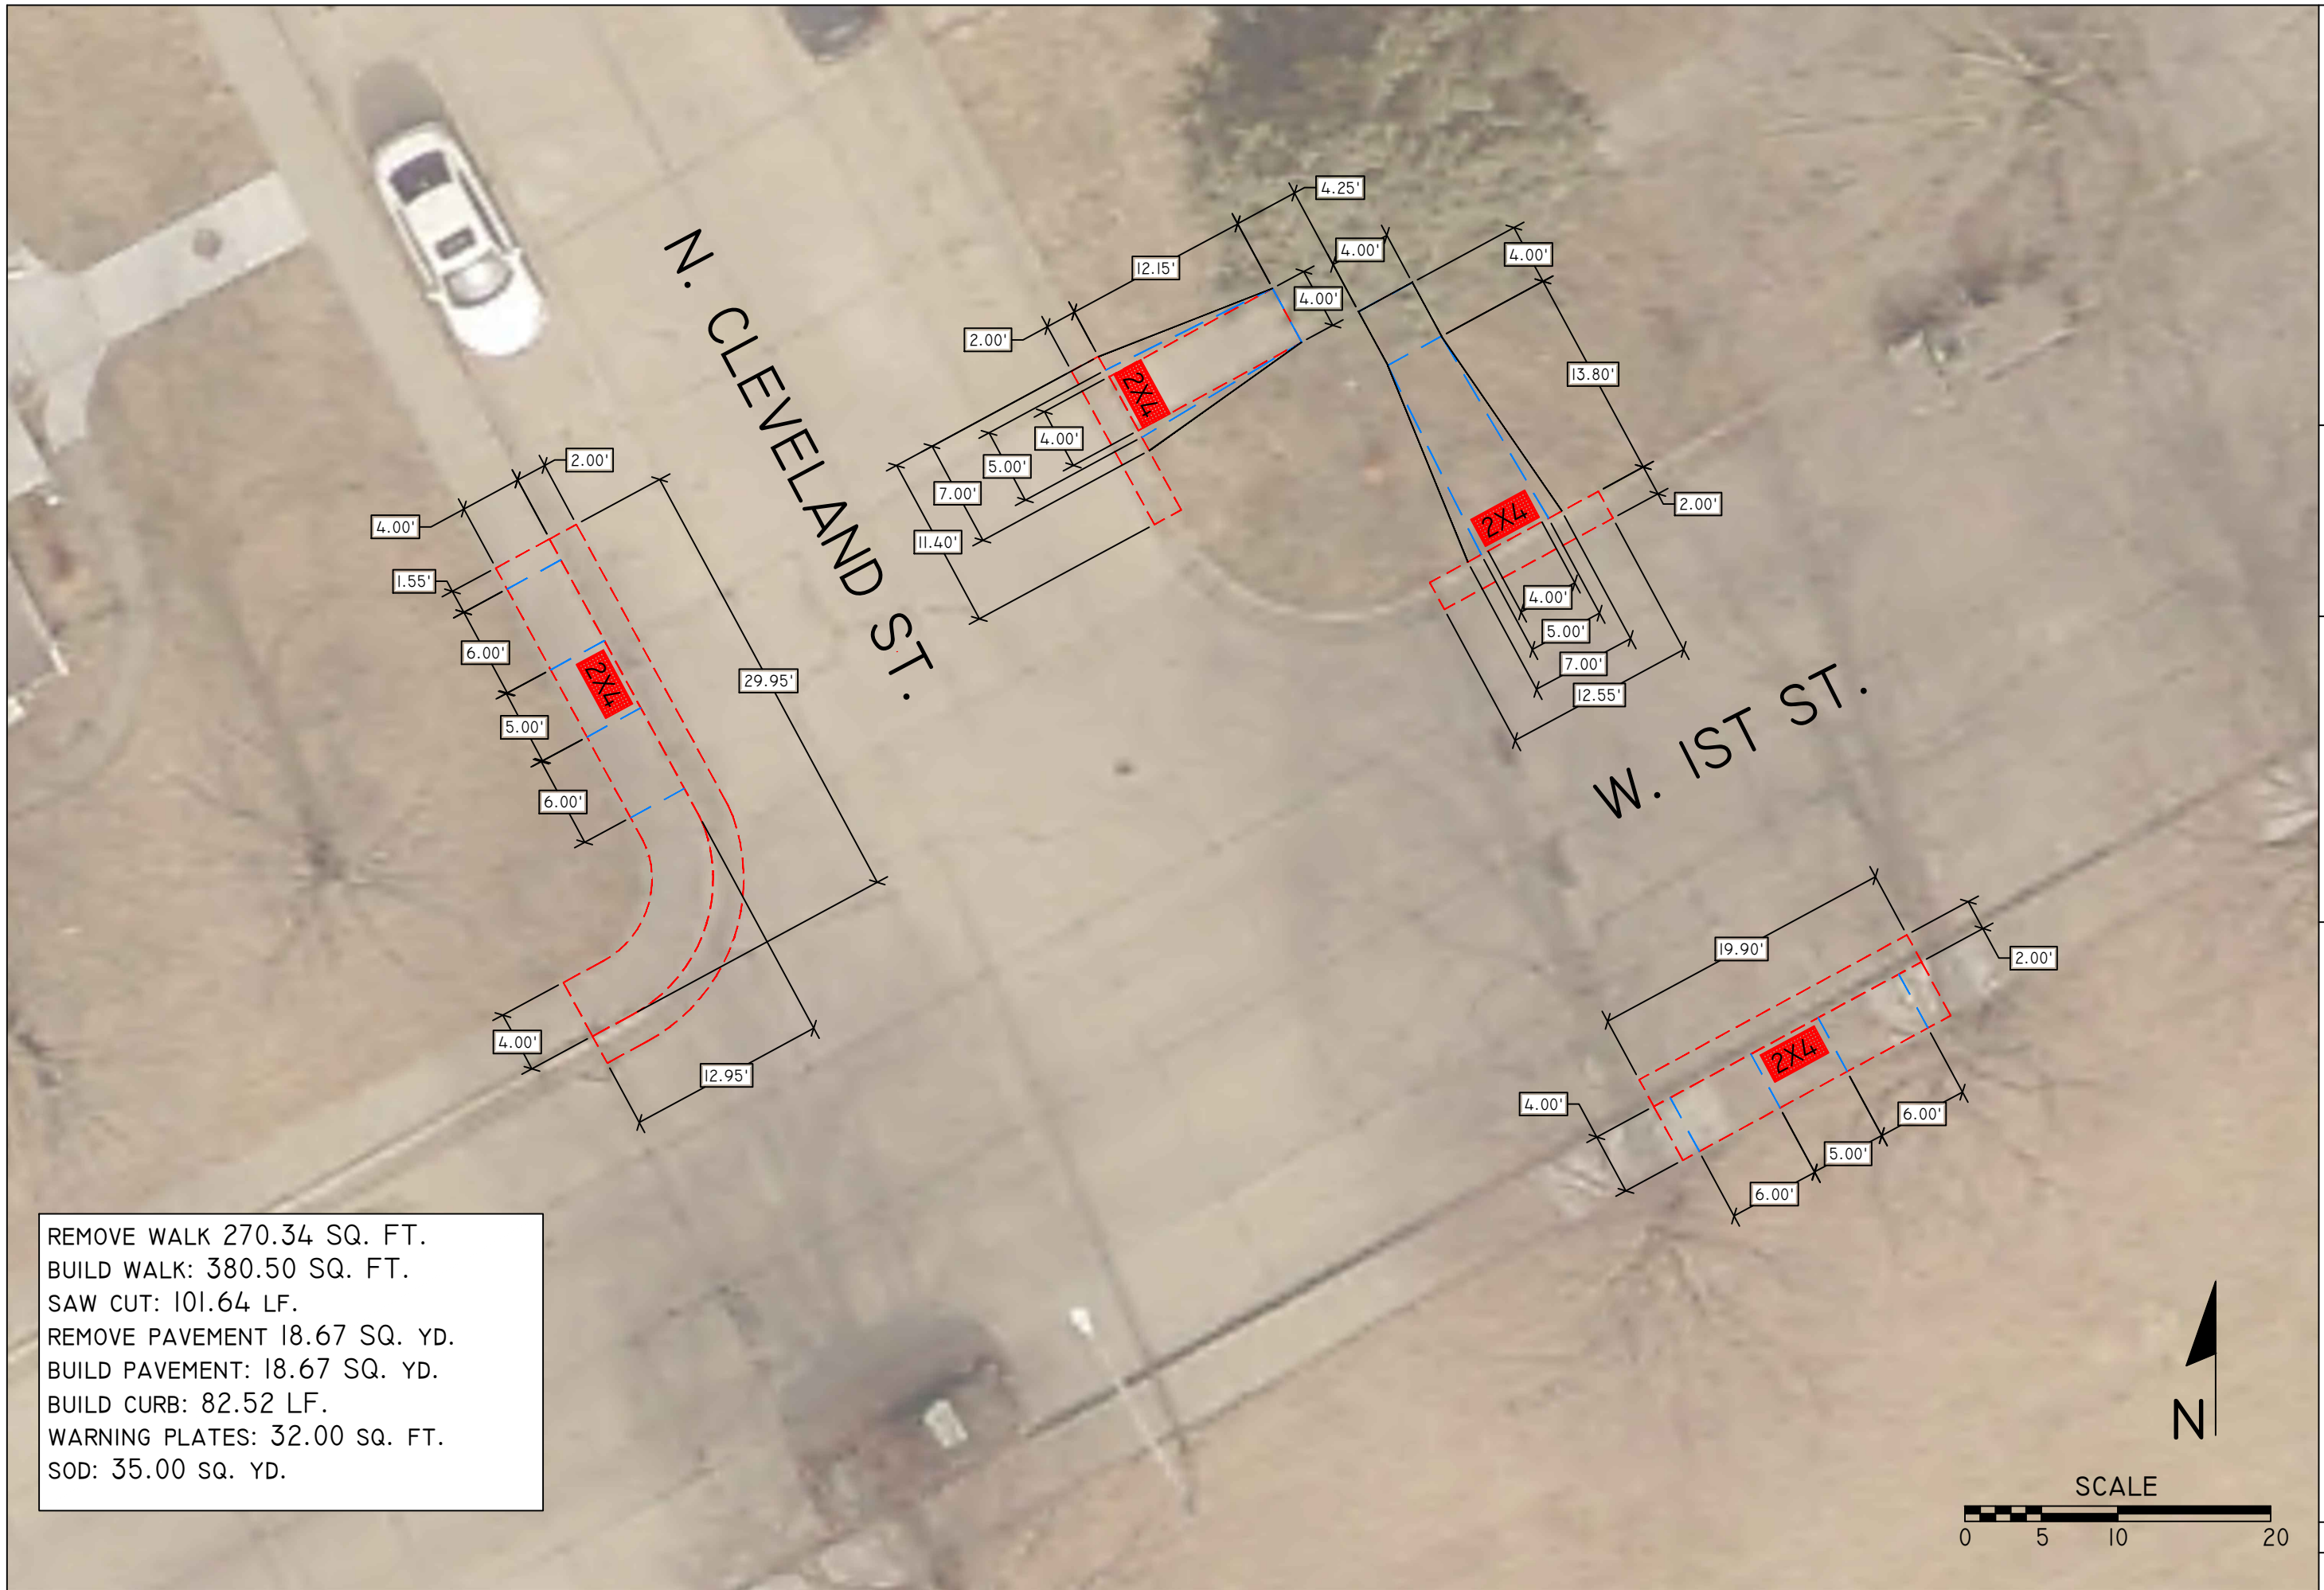 4.25'
4.00'
4.00'
12.15'
4.00'
2.00'
13.80'
2X4
4.00'
5.00'
7.00'
11.40'
2.00'
2X4
4.00'
5.00'
7.00'
12.55'
N. CLEVELAND ST.
2.00'
4.00'
1.55'
6.00'
2X4
5.00'
29.95'
6.00'
4.00'
12.95'
W. 1ST ST.
19.90'
2.00'
2X4
4.00'
6.00'
5.00'
6.00'
REMOVE WALK 270.34 SQ. FT.
BUILD WALK: 380.50 SQ. FT.
SAW CUT: 101.64 LF.
REMOVE PAVEMENT 18.67 SQ. YD.
BUILD PAVEMENT: 18.67 SQ. YD.
BUILD CURB: 82.52 LF.
WARNING PLATES: 32.00 SQ. FT.
SOD: 35.00 SQ. YD.
N
SCALE
0 5 10 20